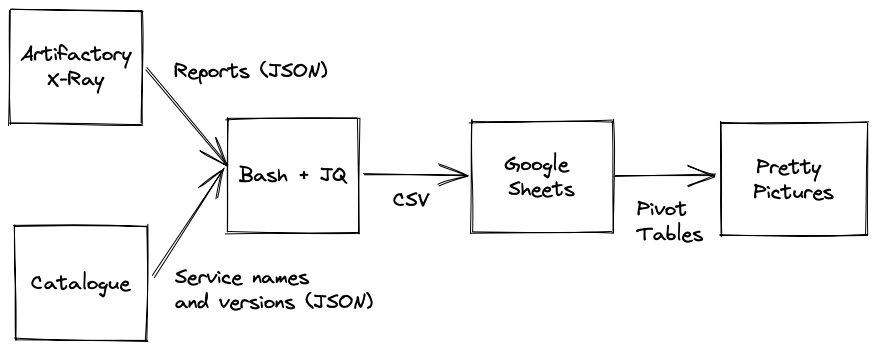 Artifactory
X-Ray
Reports (JSON)
Bash + JQ
CSV
Google
Sheets
Pivot
Tables
Pretty
Pictures
Catalogue
Service names
and versions (JSON)